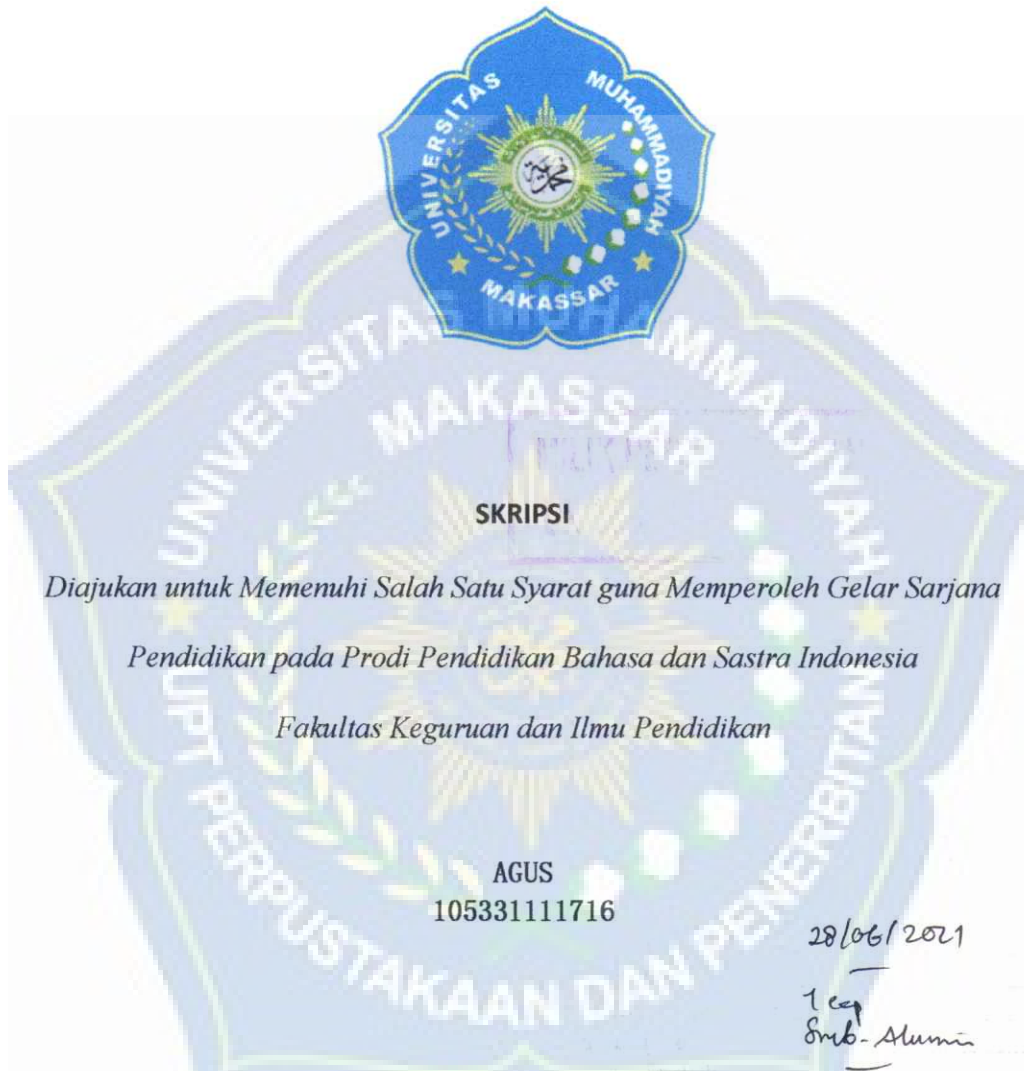 UNIVERSITAS MUHAMMADIYAH
MAKASSAR
UNIVERSITAS MUHAMMADIYAH
MAKASSAR
UPT PERPUSTAKAAN DAN PENERBITAN
SKRIPSI
Diajukan untuk Memenuhi Salah Satu Syarat guna Memperoleh Gelar Sarjana
Pendidikan pada Prodi Pendidikan Bahasa dan Sastra Indonesia
Fakultas Keguruan dan Ilmu Pendidikan
AGUS
105331111716
28/06/2021
1
Smb-Alumni